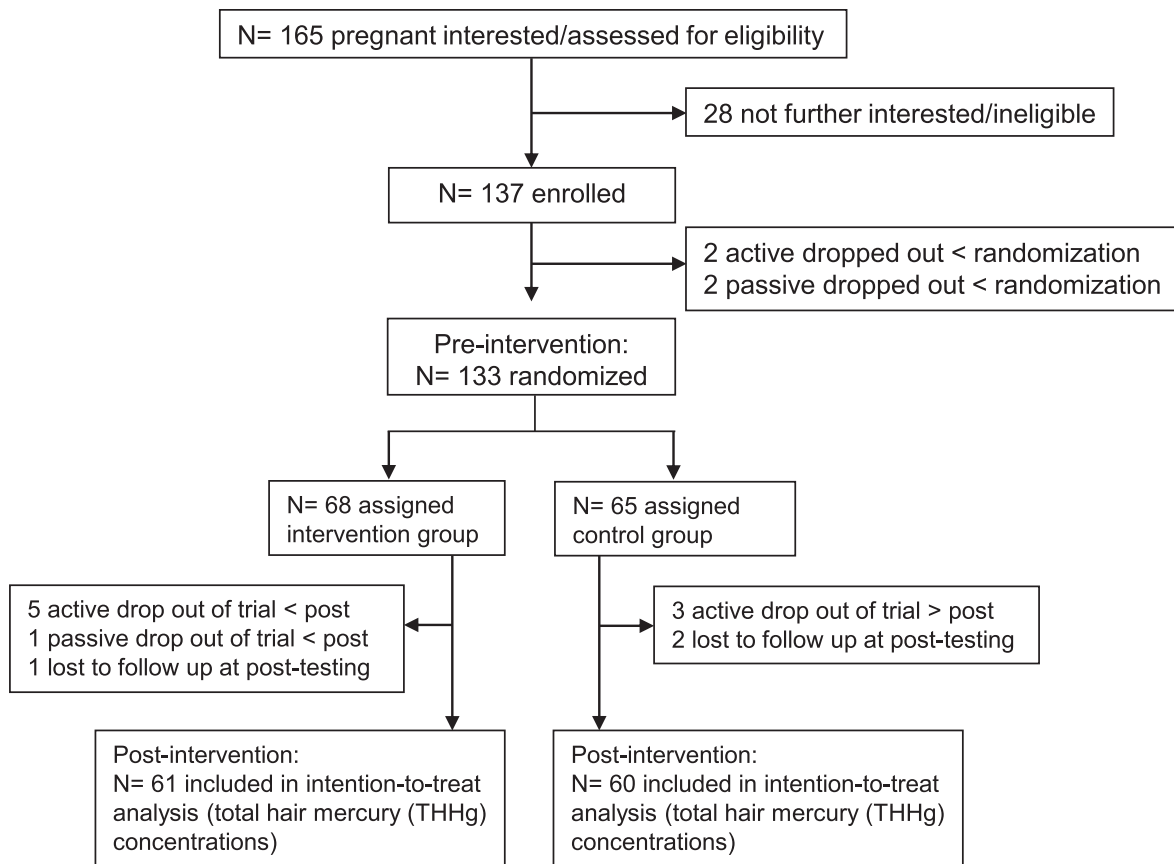 N= 165 pregnant interested/assessed for eligibility
28 not further interested/ineligible
N= 137 enrolled
2 active dropped out < randomization
2 passive dropped out < randomization
Pre-intervention:
N= 133 randomized
N= 68 assigned
intervention group
N= 65 assigned
control group
5 active drop out of trial < post
1 passive drop out of trial < post
1 lost to follow up at post-testing
3 active drop out of trial > post
2 lost to follow up at post-testing
Post-intervention:
N= 61 included in intention-to-treat
analysis (total hair mercury (THHg)
concentrations)
Post-intervention:
N= 60 included in intention-to-treat
analysis (total hair mercury (THHg)
concentrations)